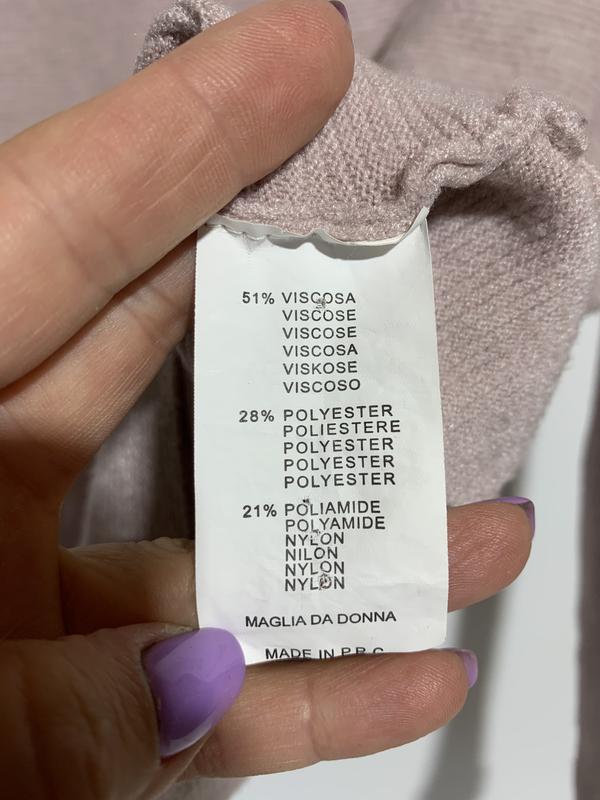 51% VISCOSA
VISCOSE
VISCOSE
VISCOSA
VISKOSE
VISCOSO
28% POLYESTER
POLIESTERE
POLYESTER
POLYESTER
POLYESTER
21% POLIAMIDE
POLYAMIDE
NYLON
NILON
NYLON
NYLON
MAGLIA DA DONNA
MADE IN P.R.C